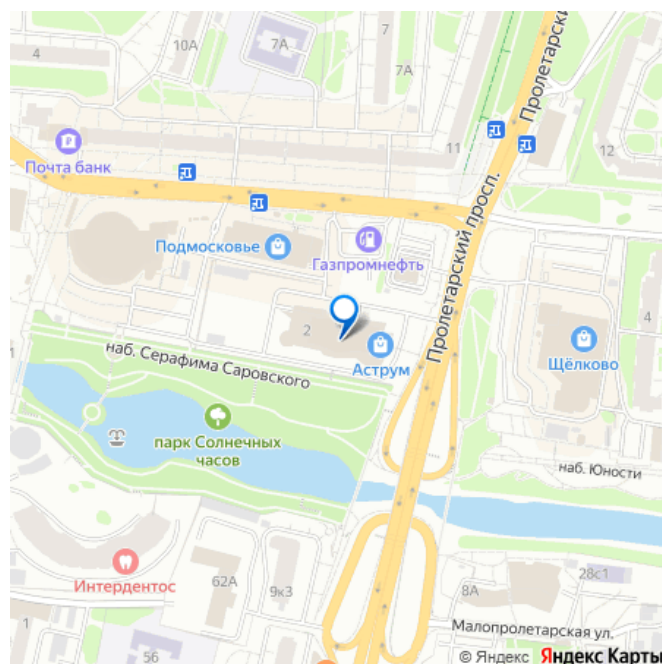 Пролетарский
4
10А
7А
7
7А
Почта банк
11
12
Пролетарский просп.
Подмосковье
Газпромнефть
2
Аструм
4
Щёлково
наб. Серафима Саровского
парк Солнечных
часов
наб. Юности
Интердентос
62А
9к3
8А
28с1
Малопролетарская ул.
56
© Яндекс Яндекс Карты